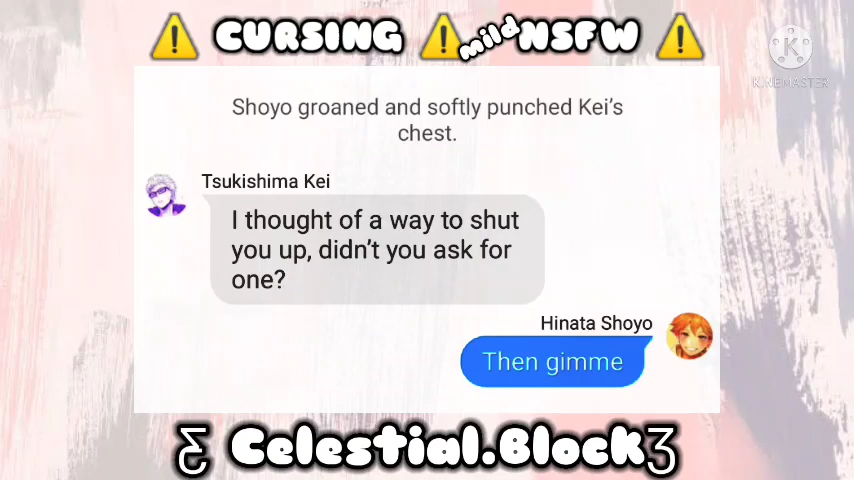 ⚠️ CURSING ⚠️ mild NSFW ⚠️
K
KINEMASTER
Shoyo groaned and softly punched Kei's
chest.
Tsukishima Kei
I thought of a way to shut
you up, didn't you ask for
one?
Hinata Shoyo
Then gimme
Ƹ Celestial.Block Ʒ